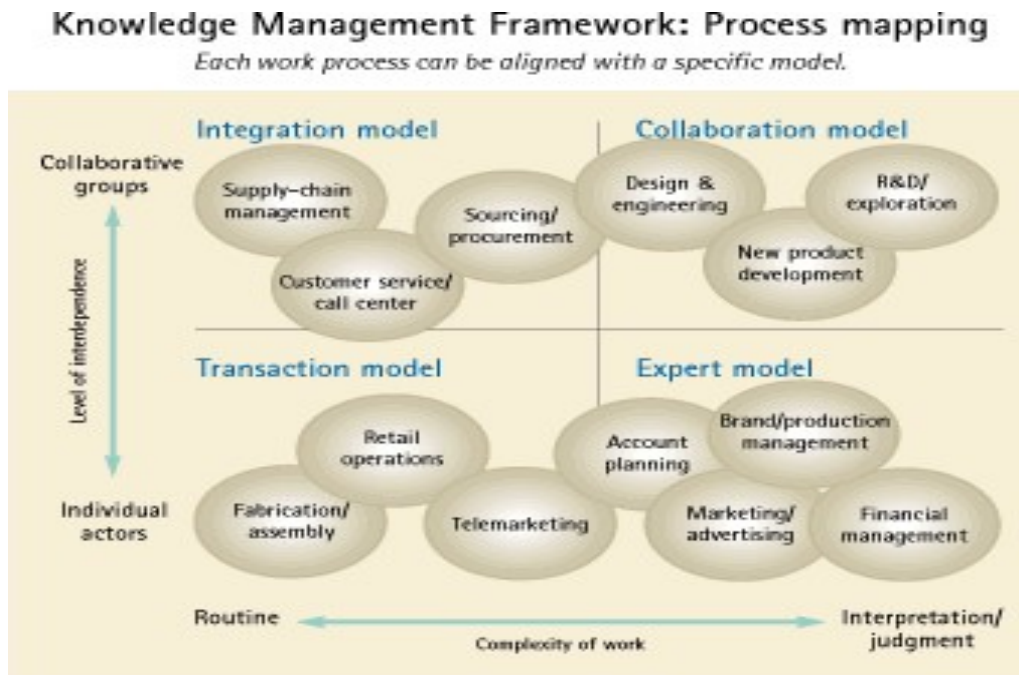 Knowledge Management Framework: Process mapping
Each work process can be aligned with a specific model.
Integration model
Collaboration model
Collaborative
groups
Supply-chain
management
Sourcing/
procurement
Customer service/
call center
Design &
engineering
R&D/
exploration
New product
development
Level of interdependence
Transaction model
Expert model
Retail
operations
Fabrication/
assembly
Telemarketing
Account
planning
Brand/production
management
Marketing/
advertising
Financial
management
Individual
actors
Routine
Complexity of work
Interpretation/
judgment